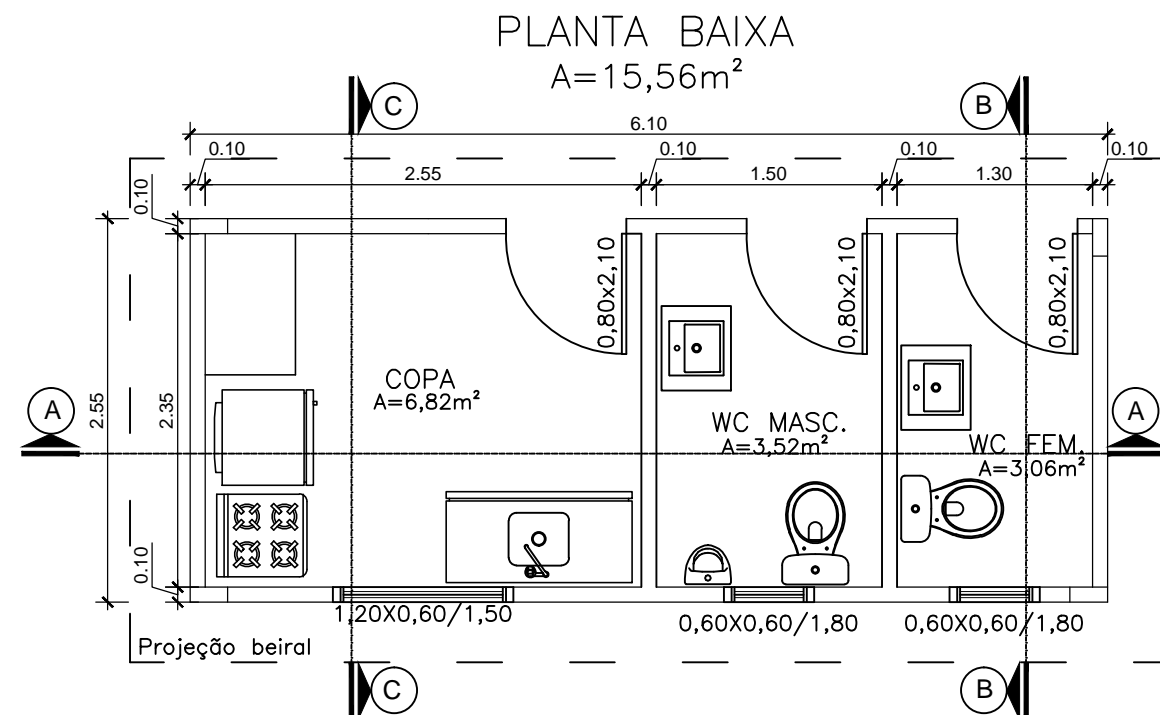 PLANTA BAIXA
A=15,56m²
C
B
6.10
0.10
0.10
0.10
0.10
2.55
1.50
1.30
0.10
0,80x2,10
0,80x2,10
0,80x2,10
COPA
A=6,82m²
A
2.55
2.35
A
WC MASC.
A=3,52m²
WC FEM.
A=3,06m²
0.10
1,20X0,60/1,50
0,60X0,60/1,80
0,60X0,60/1,80
Projeção beiral
C
B